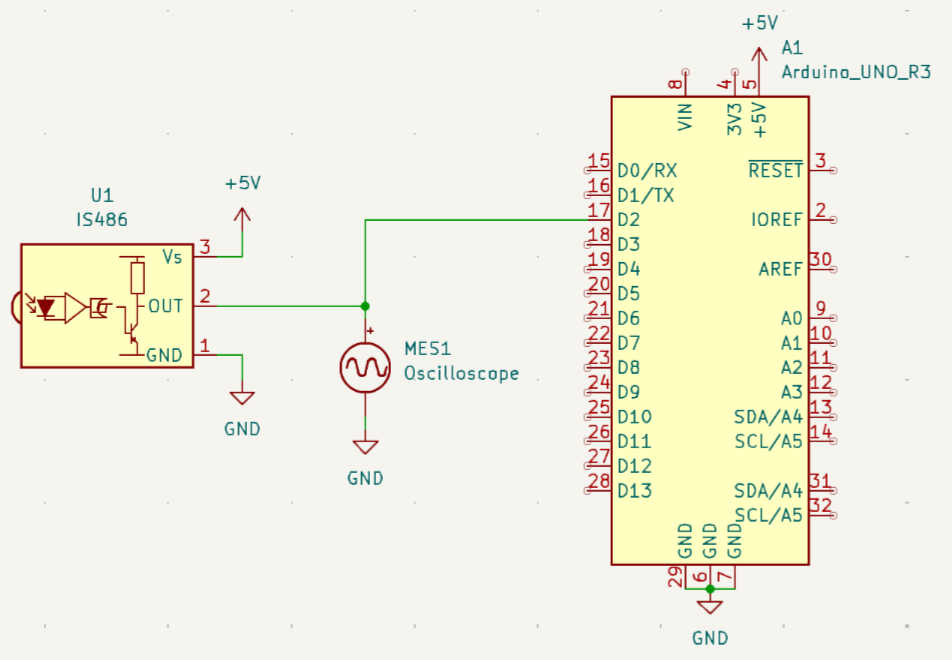 +5V
A1
Arduino_UNO_R3
8
4
5
VIN
3V3
+5V
U1
IS486
+5V
Vs
3
OUT
2
GND
1
GND
+
MES1
Oscilloscope
GND
15
D0/RX
16
D1/TX
17
D2
18
D3
19
D4
20
D5
21
D6
22
D7
23
D8
24
D9
25
D10
26
D11
27
D12
28
D13
RESET
3
IOREF
2
AREF
30
A0
9
A1
10
A2
11
A3
12
SDA/A4
13
SCL/A5
14
SDA/A4
31
SCL/A5
32
GND
GND
GND
29
6
7
GND